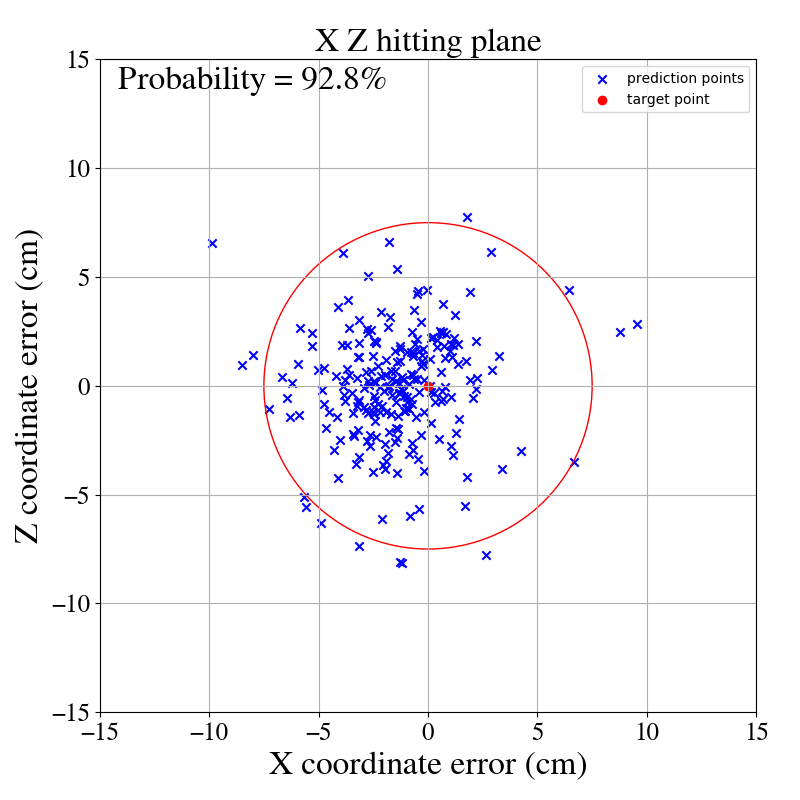 X Z hitting plane
Probability = 92.8%
prediction points
target point
Z coordinate error (cm)
15
10
5
0
−5
−10
−15
−15
−10
−5
0
5
10
15
X coordinate error (cm)